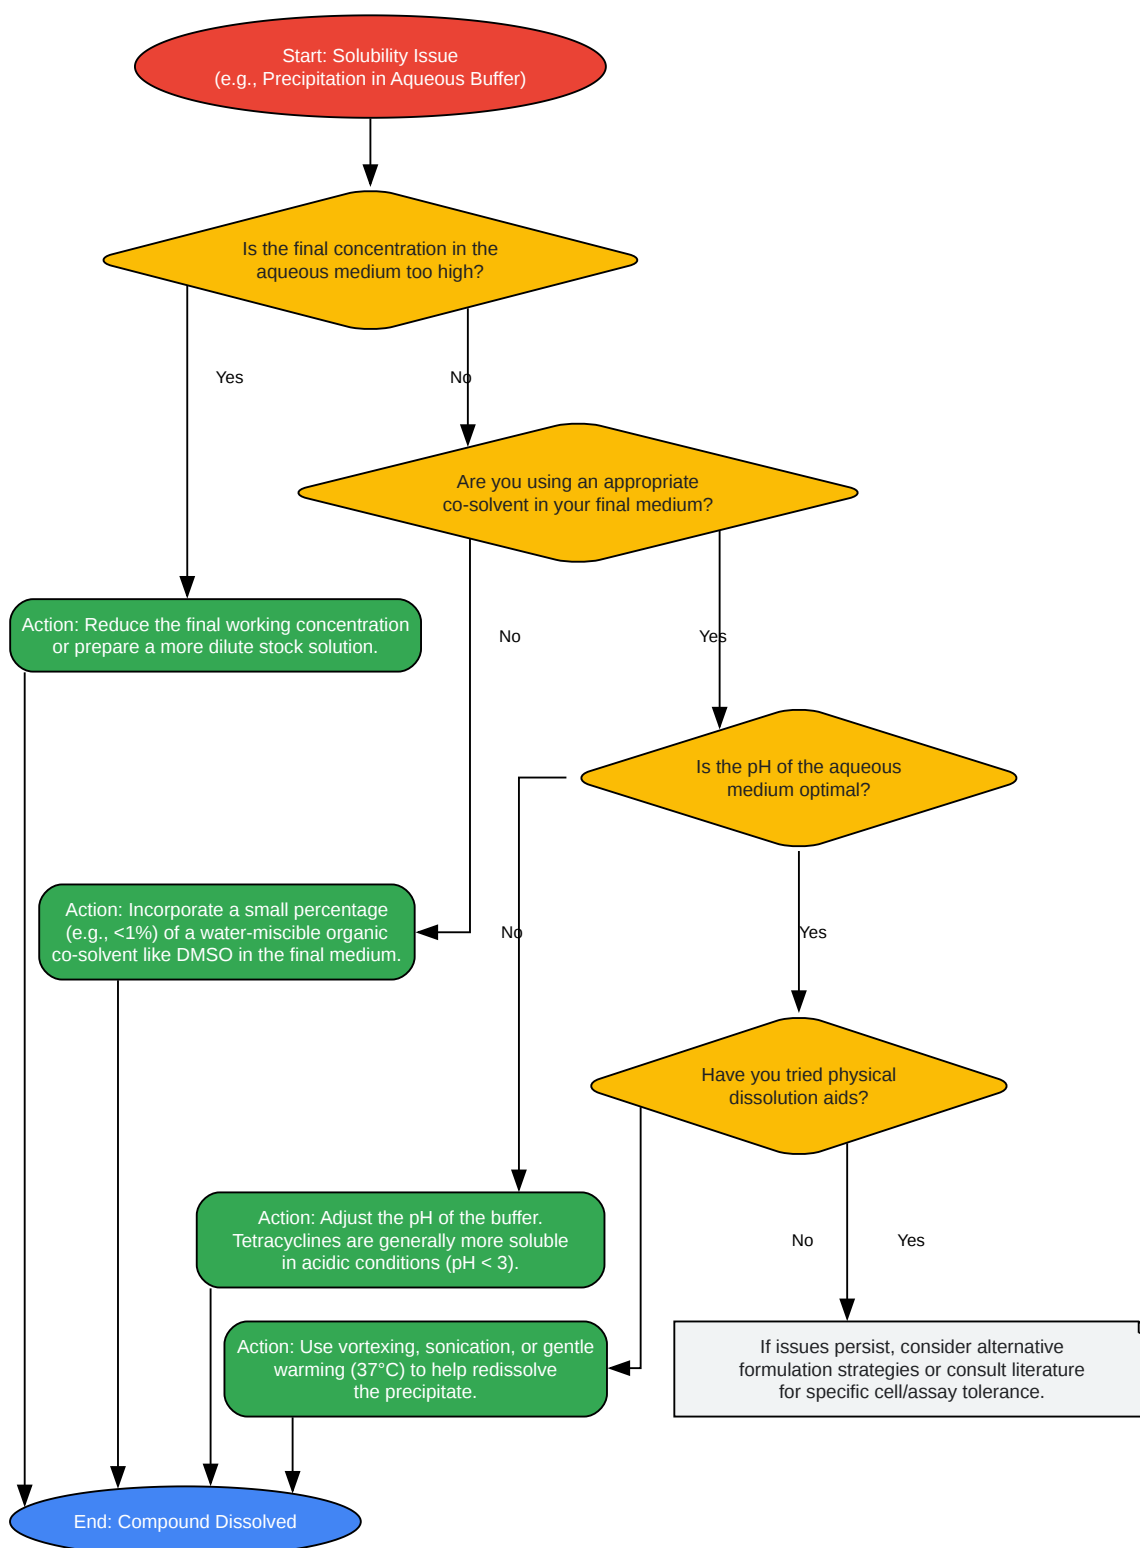 Start: Solubility Issue
(e.g., Precipitation in Aqueous Buffer)
Is the final concentration in the
aqueous medium too high?
Yes
No
Are you using an appropriate
co-solvent in your final medium?
Action: Reduce the final working concentration
or prepare a more dilute stock solution.
No
Yes
Is the pH of the aqueous
medium optimal?
Action: Incorporate a small percentage
(e.g., <1%) of a water-miscible organic
co-solvent like DMSO in the final medium.
No
Yes
Have you tried physical
dissolution aids?
Action: Adjust the pH of the buffer.
Tetracyclines are generally more soluble
in acidic conditions (pH < 3).
No
Yes
Action: Use vortexing, sonication, or gentle
warming (37°C) to help redissolve
the precipitate.
If issues persist, consider alternative
formulation strategies or consult literature
for specific cell/assay tolerance.
End: Compound Dissolved